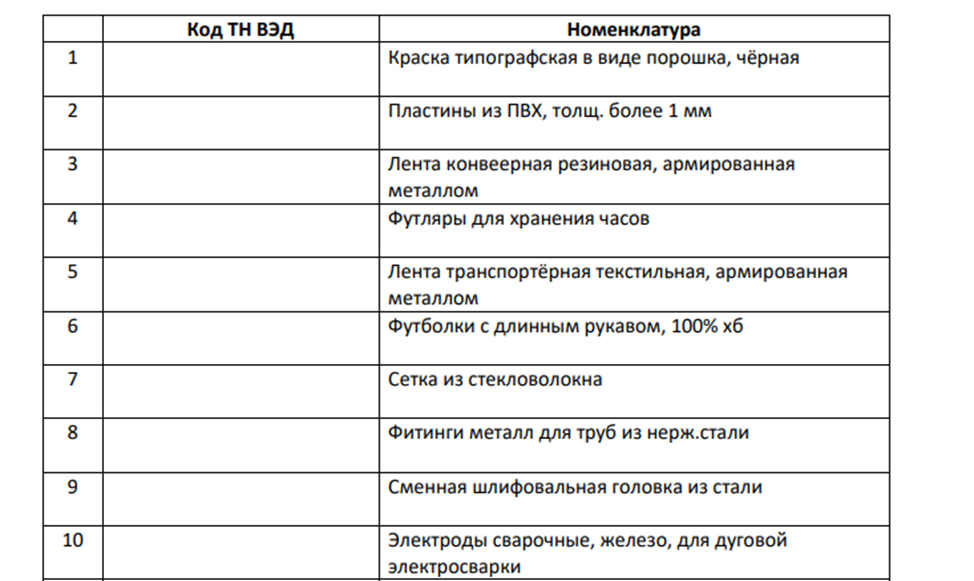 Код ТН ВЭД Номенклатура
1 Краска типографская в виде порошка, чёрная
2 Пластины из ПВХ, толщ. более 1 мм
3 Лента конвеерная резиновая, армированная
металлом
4 Футляры для хранения часов
5 Лента транспортёрная текстильная, армированная
металлом
6 Футболки с длинным рукавом, 100% хб
7 Сетка из стекловолокна
8 Фитинги металл для труб из нерж.стали
9 Сменная шлифовальная головка из стали
10 Электроды сварочные, железо, для дуговой
электросварки